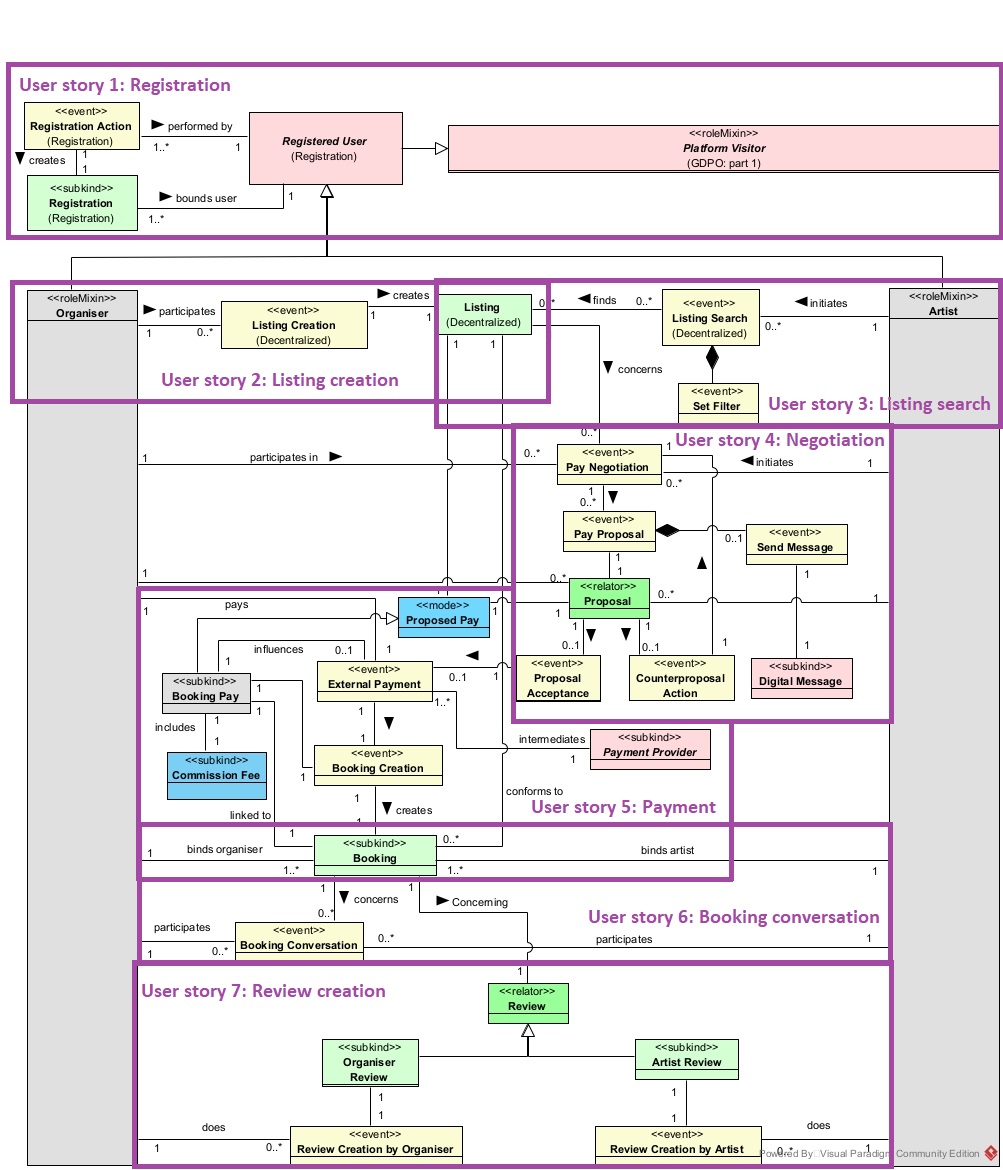 User story 1: Registration
<<event>>
Registration Action
(Registration)
performed by
1..*
1
Registered User
(Registration)
<<roleMixin>>
Platform Visitor
(GDPO: part 1)
creates
1
1
<<subkind>>
Registration
(Registration)
bounds user
1..*
1
<<roleMixin>>
Organiser
participates
1
0..*
<<event>>
Listing Creation
(Decentralized)
creates
1
1
Listing
(Decentralized)
1
1
0..*
finds
0..*
<<event>>
Listing Search
(Decentralized)
initiates
0..*
1
<<roleMixin>>
Artist
concerns
0..*
<<event>>
Set Filter
User story 2: Listing creation
User story 3: Listing search
User story 4: Negotiation
1
participates in
0..*
<<event>>
Pay Negotiation
1
initiates
1
0..*
1
0..*
<<event>>
Pay Proposal
0..1
<<event>>
Send Message
1
1
1
1
0..*
<<relator>>
Proposal
0..*
1
1
1
0..1
0..1
1
1
<<event>>
Proposal
Acceptance
<<event>>
Counterproposal
Action
<<subkind>>
Digital Message
1
pays
<<mode>>
Proposed Pay
1
influences
1
0..1
1
<<subkind>>
Booking Pay
<<event>>
External Payment
0..1
1
1..*
1
1
1
1
includes
1
1
<<subkind>>
Commission Fee
<<event>>
Booking Creation
1
intermediates
1
<<subkind>>
Payment Provider
conforms to
User story 5: Payment
1
creates
1
linked to
1
binds organiser
1
1..*
<<subkind>>
Booking
0..*
1..*
binds artist
1
1
concerns
0..*
1
Concerning
User story 6: Booking conversation
participates
1
0..*
<<event>>
Booking Conversation
0..*
participates
1
1
User story 7: Review creation
<<relator>>
Review
<<subkind>>
Organiser
Review
<<subkind>>
Artist Review
1
1
1
1
does
1
0..*
<<event>>
Review Creation by Organiser
<<event>>
Review Creation by Artist
does
0..*
1
Powered By Visual Paradigm Community Edition